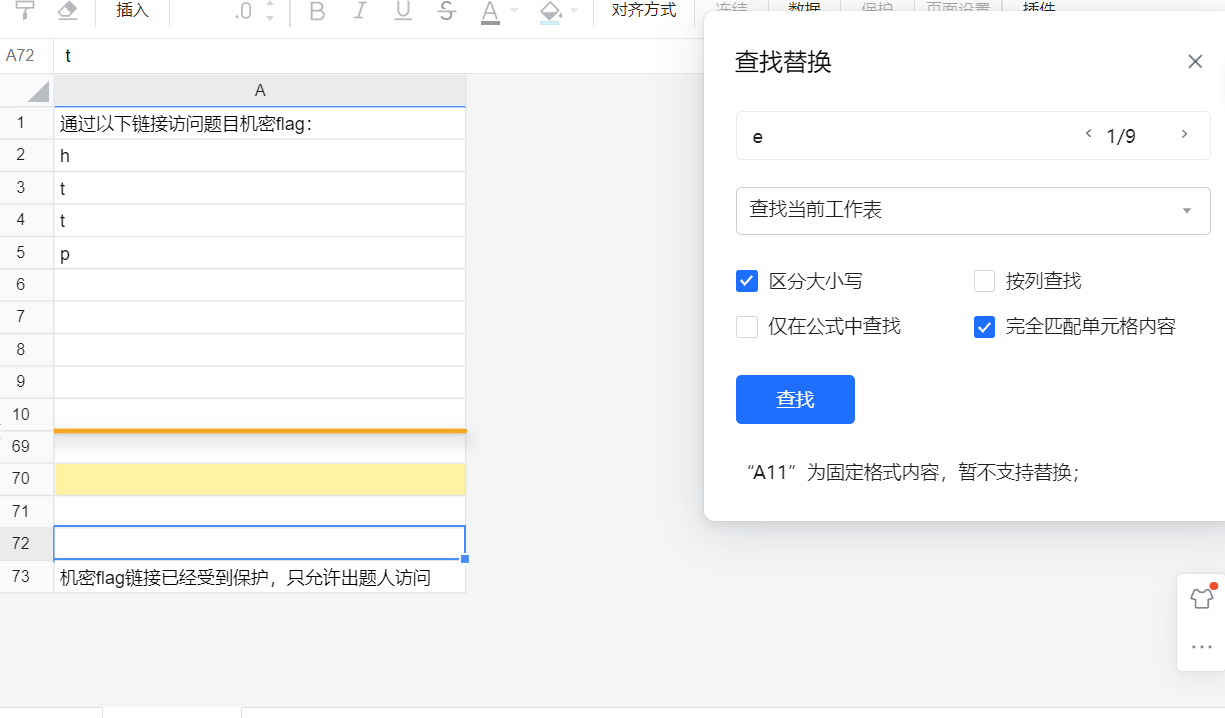 插入 .0 B I U S A 对齐方式 冻结 数据 保护 页面设置 插件
A72 t
查找替换
A
1 通过以下链接访问题目机密flag：
e 1/9
2 h
3 t
查找当前工作表
4 t
5 p
6
区分大小写 按列查找
7
仅在公式中查找 完全匹配单元格内容
8
9
查找
10
69
“A11”为固定格式内容，暂不支持替换；
70
71
72
73 机密flag链接已经受到保护，只允许出题人访问